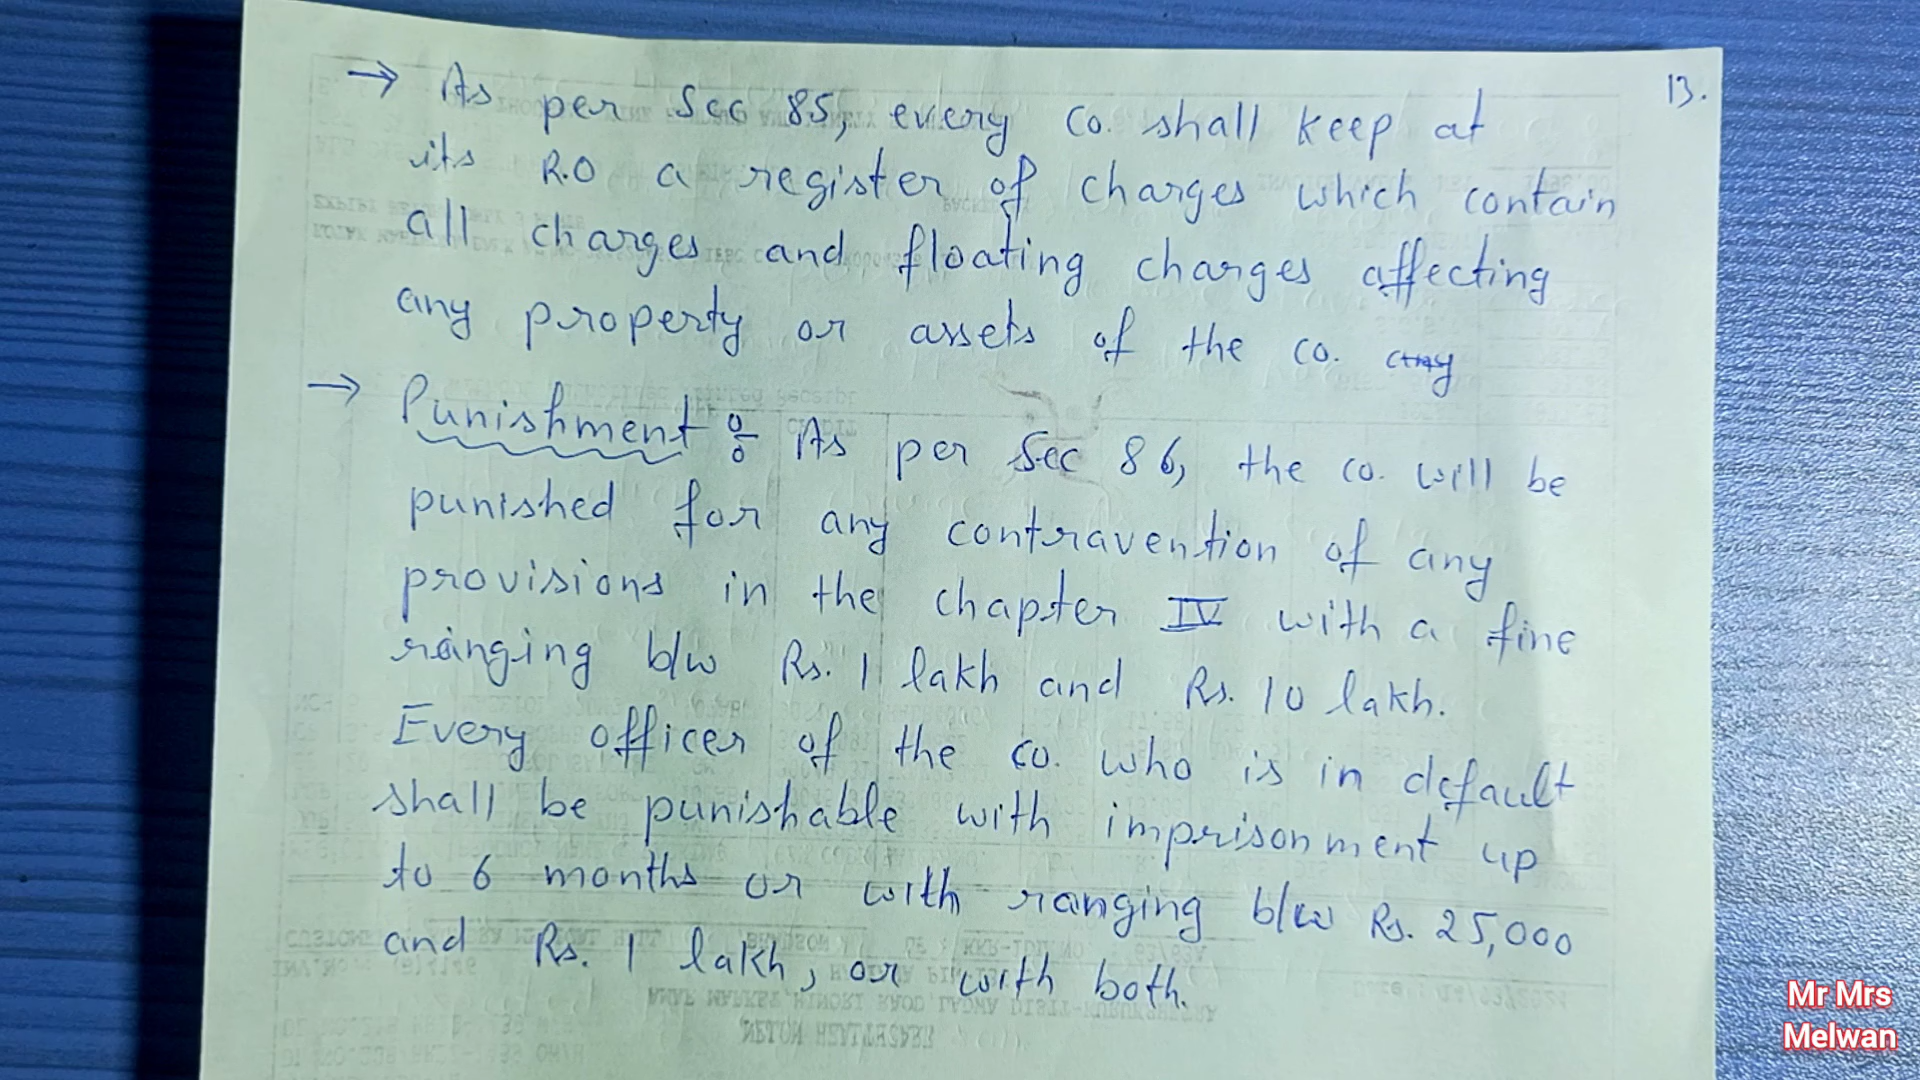 13.
→ As per Sec 85, every Co. shall keep at
its R.O a register of charges which contain
all charges and floating charges affecting
any property or assets of the co.
→ Punishment : As per Sec 86, the co. will be
punished for any contravention of any
provisions in the chapter IV with a fine
ranging b/w Rs. 1 lakh and Rs. 10 lakh.
Every officer of the co. who is in default
shall be punishable with imprisonment up
to 6 months or with ranging b/w Rs. 25,000
and Rs. 1 lakh, or with both.
Mr Mrs
Melwan